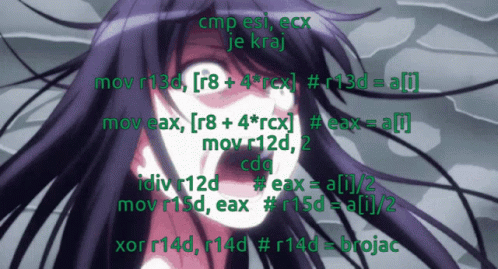 cmp esi, ecx
je kraj
mov r13d, [r8 + 4*rcx] # r13d = a[i]
mov eax, [r8 + 4*rcx] # eax = a[i]
mov r12d, 2
cdq
idiv r12d # eax = a[i]/2
mov r15d, eax # r15d = a[i]/2
xor r14d, r14d # r14d = brojac